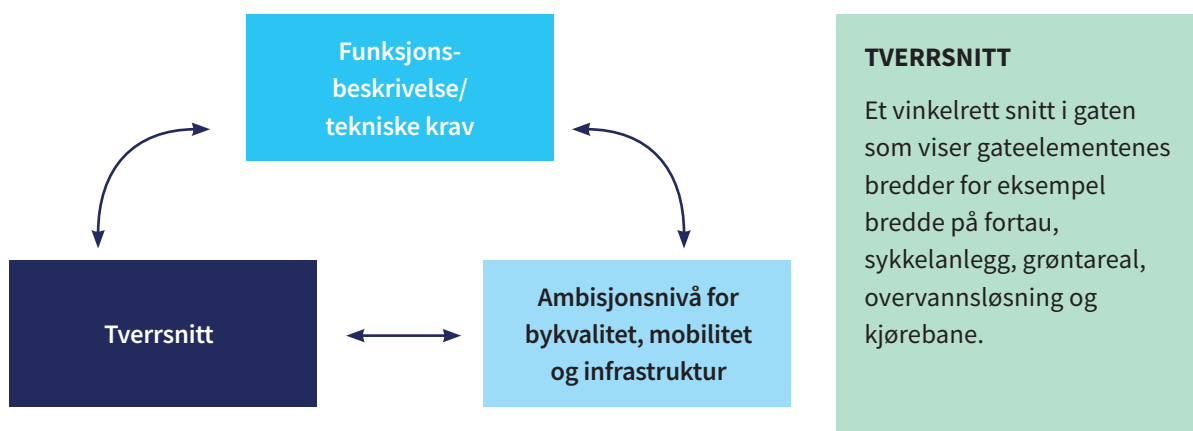 Funksjons-
beskrivelse/
tekniske krav
Tverrsnitt
Ambisjonsnivå for
bykvalitet, mobilitet
og infrastruktur
TVERRSNITT
Et vinkelrett snitt i gaten
som viser gateelementenes
bredder for eksempel
bredde på fortau,
sykkelanlegg, grøntareal,
overvannsløsning og
kjørebane.